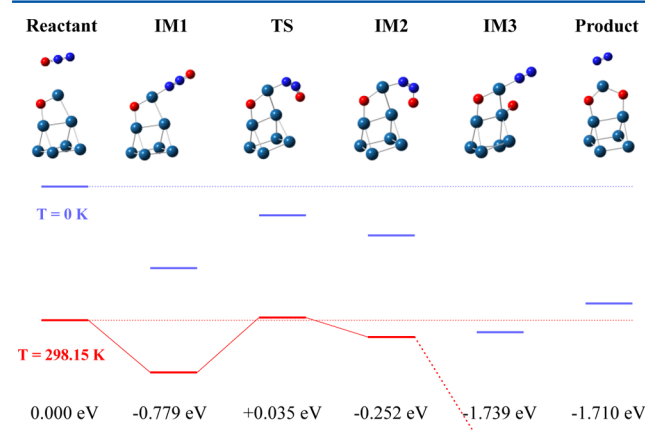 Reactant IM1 TS IM2 IM3 Product
T = 0 K
T = 298.15 K
0.000 eV -0.779 eV +0.035 eV -0.252 eV -1.739 eV -1.710 eV